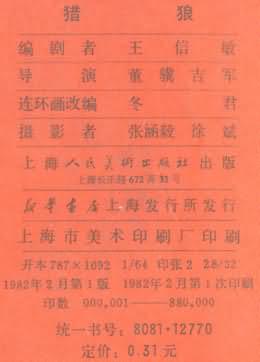 猎 狼
编剧者 王信敏
导演 董骥吉军
连环画改编 冬君
摄影者 张涵毅 徐斌
上海人民美術出版社出版
上海长乐路672弄33号
新华書店上海发行所发行
上海市美术印刷厂印刷
开本787×1092 1/64 印张2 28/32
1982年2月第1版 1982年2月第1次印刷
印数 000,001——880,000
统一书号：8081·12770
定价：0.31元